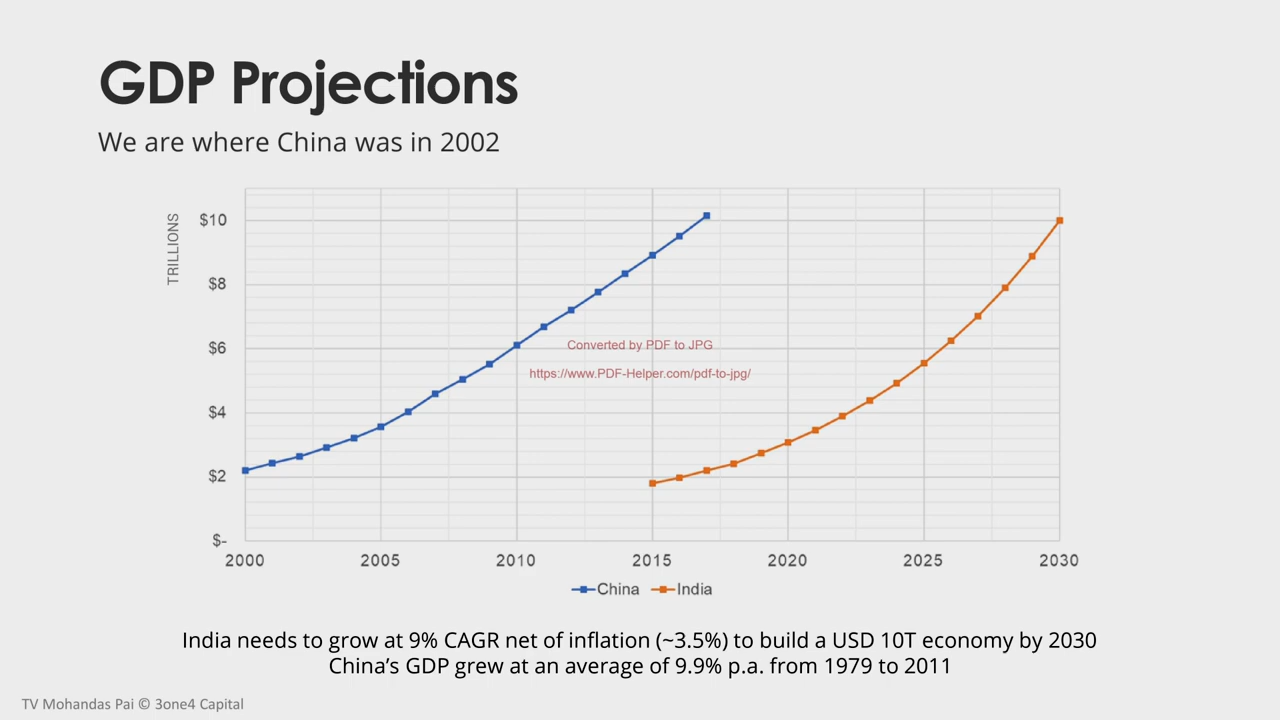 GDP Projections
We are where China was in 2002
TRILLIONS
$10
$8
$6
$4
$2
$-
Converted by PDF to JPG
https://www.PDF-Helper.com/pdf-to-jpg/
2000 2005 2010 2015 2020 2025 2030
China India
India needs to grow at 9% CAGR net of inflation (~3.5%) to build a USD 10T economy by 2030
China’s GDP grew at an average of 9.9% p.a. from 1979 to 2011
TV Mohandas Pai © 3one4 Capital